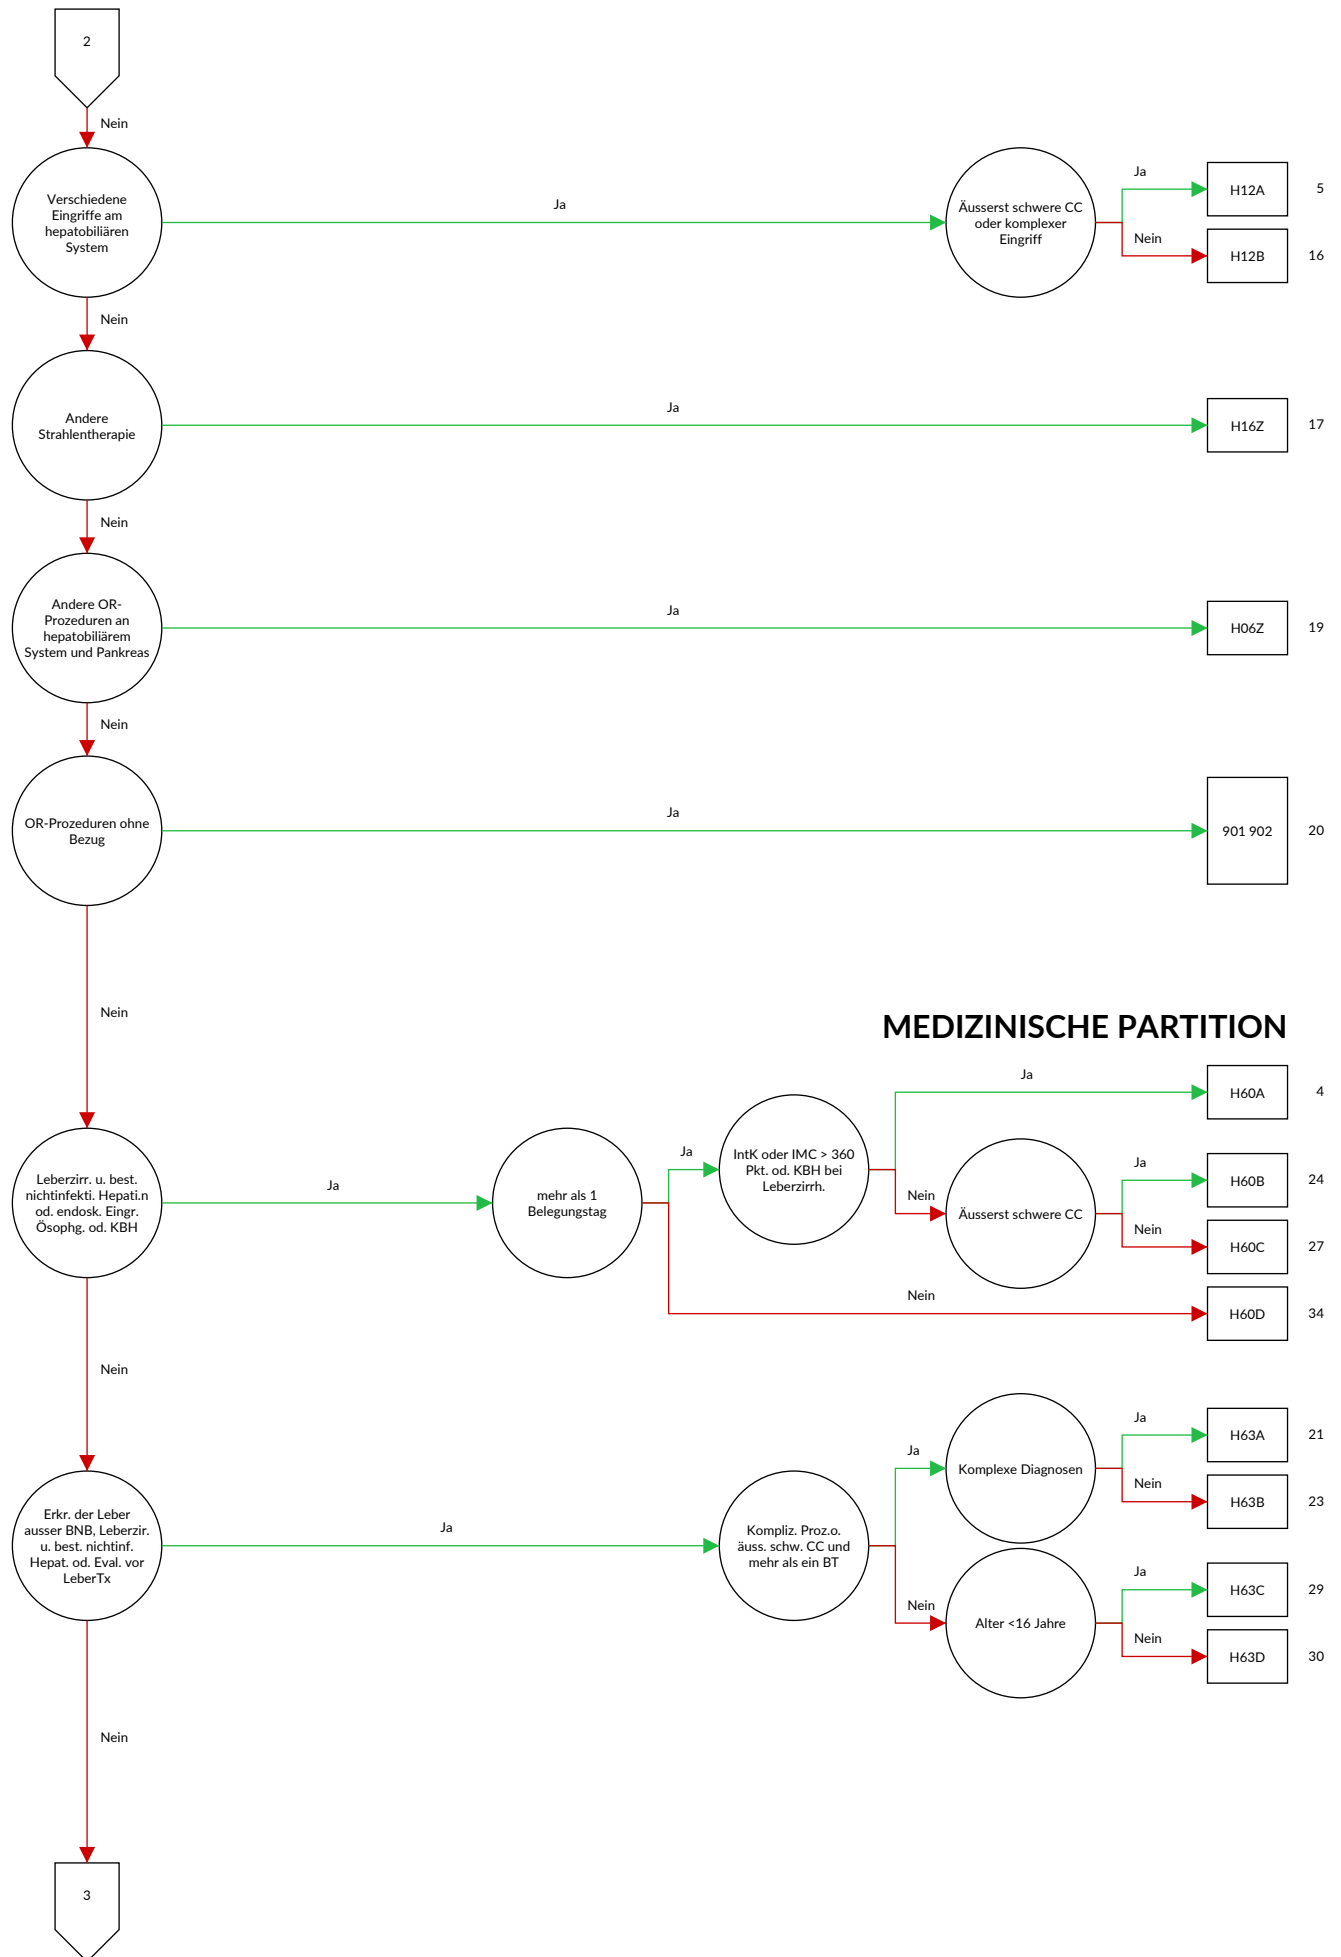 2
Nein
Verschiedene
Eingriffe am
hepatobiliären
System
Ja
Äusserst schwere CC
oder komplexer
Eingriff
Ja
H12A
5
Nein
H12B
16
Nein
Andere
Strahlentherapie
Ja
H16Z
17
Nein
Andere OR-
Prozeduren an
hepatobiliärem
System und Pankreas
Ja
H06Z
19
Nein
OR-Prozeduren ohne
Bezug
Ja
901 902
20
Nein
MEDIZINISCHE PARTITION
Leberzirr. u. best.
nichtinfekti. Hepati.n
od. endosk. Eingr.
Ösophg. od. KBH
Ja
mehr als 1
Belegungstag
Ja
IntK oder IMC > 360
Pkt. od. KBH bei
Leberzirrh.
Ja
H60A
4
Nein
Äusserst schwere CC
Ja
H60B
24
Nein
H60C
27
Nein
H60D
34
Nein
Erkr. der Leber
ausser BNB, Leberzir.
u. best. nichtinf.
Hepat. od. Eval. vor
LeberTx
Ja
Kompliz. Proz.o.
äuss. schw. CC und
mehr als ein BT
Ja
Komplexe Diagnosen
Ja
H63A
21
Nein
H63B
23
Nein
Alter <16 Jahre
Ja
H63C
29
Nein
H63D
30
Nein
3